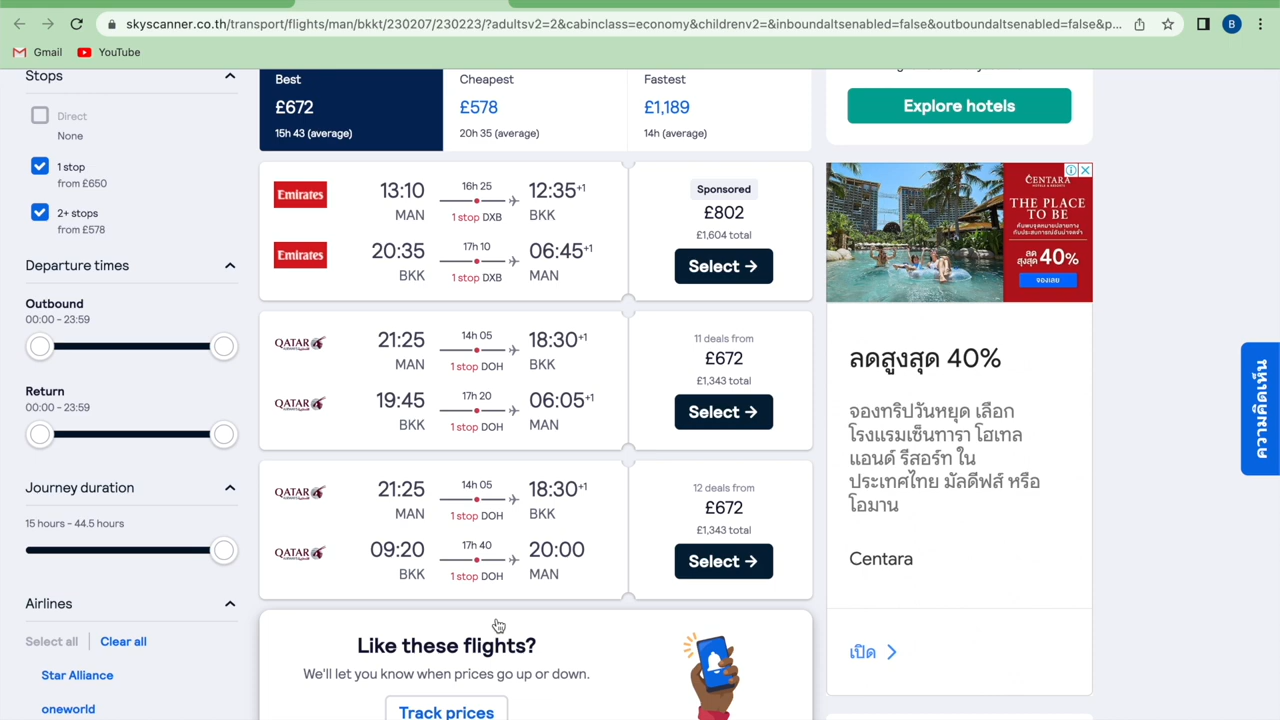 skyscanner.co.th/transport/flights/man/bkkt/230207/230223/?adultsv2=2&cabinclass=economy&childrenv2=&inboundaltsenabled=false&outboundaltsenabled=false&p...
B
Gmail
YouTube
Stops
Direct
None
1 stop
from £650
2+ stops
from £578
Departure times
Outbound
00:00 - 23:59
Return
00:00 - 23:59
Journey duration
15 hours - 44.5 hours
Airlines
Select all
Clear all
Star Alliance
oneworld
Best
£672
15h 43 (average)
Cheapest
£578
20h 35 (average)
Fastest
£1,189
14h (average)
Emirates
13:10
MAN
16h 25
1 stop DXB
12:35+1
BKK
Emirates
20:35
BKK
17h 10
1 stop DXB
06:45+1
MAN
Sponsored
£802
£1,604 total
Select →
QATAR
21:25
MAN
14h 05
1 stop DOH
18:30+1
BKK
QATAR
19:45
BKK
17h 20
1 stop DOH
06:05+1
MAN
11 deals from
£672
£1,343 total
Select →
QATAR
21:25
MAN
14h 05
1 stop DOH
18:30+1
BKK
QATAR
09:20
BKK
17h 40
1 stop DOH
20:00
MAN
12 deals from
£672
£1,343 total
Select →
Like these flights?
We'll let you know when prices go up or down.
Track prices
Explore hotels
CENTARA
THE PLACE
TO BE
ลด
สูงสุด 40%
จองเลย
ลดสูงสุด 40%
จองทริปวันหยุด เลือก
โรงแรมเซ็นทารา โฮเทล
แอนด์ รีสอร์ท ใน
ประเทศไทย มัลดีฟส์ หรือ
โอมาน
Centara
เปิด
ความคิดเห็น